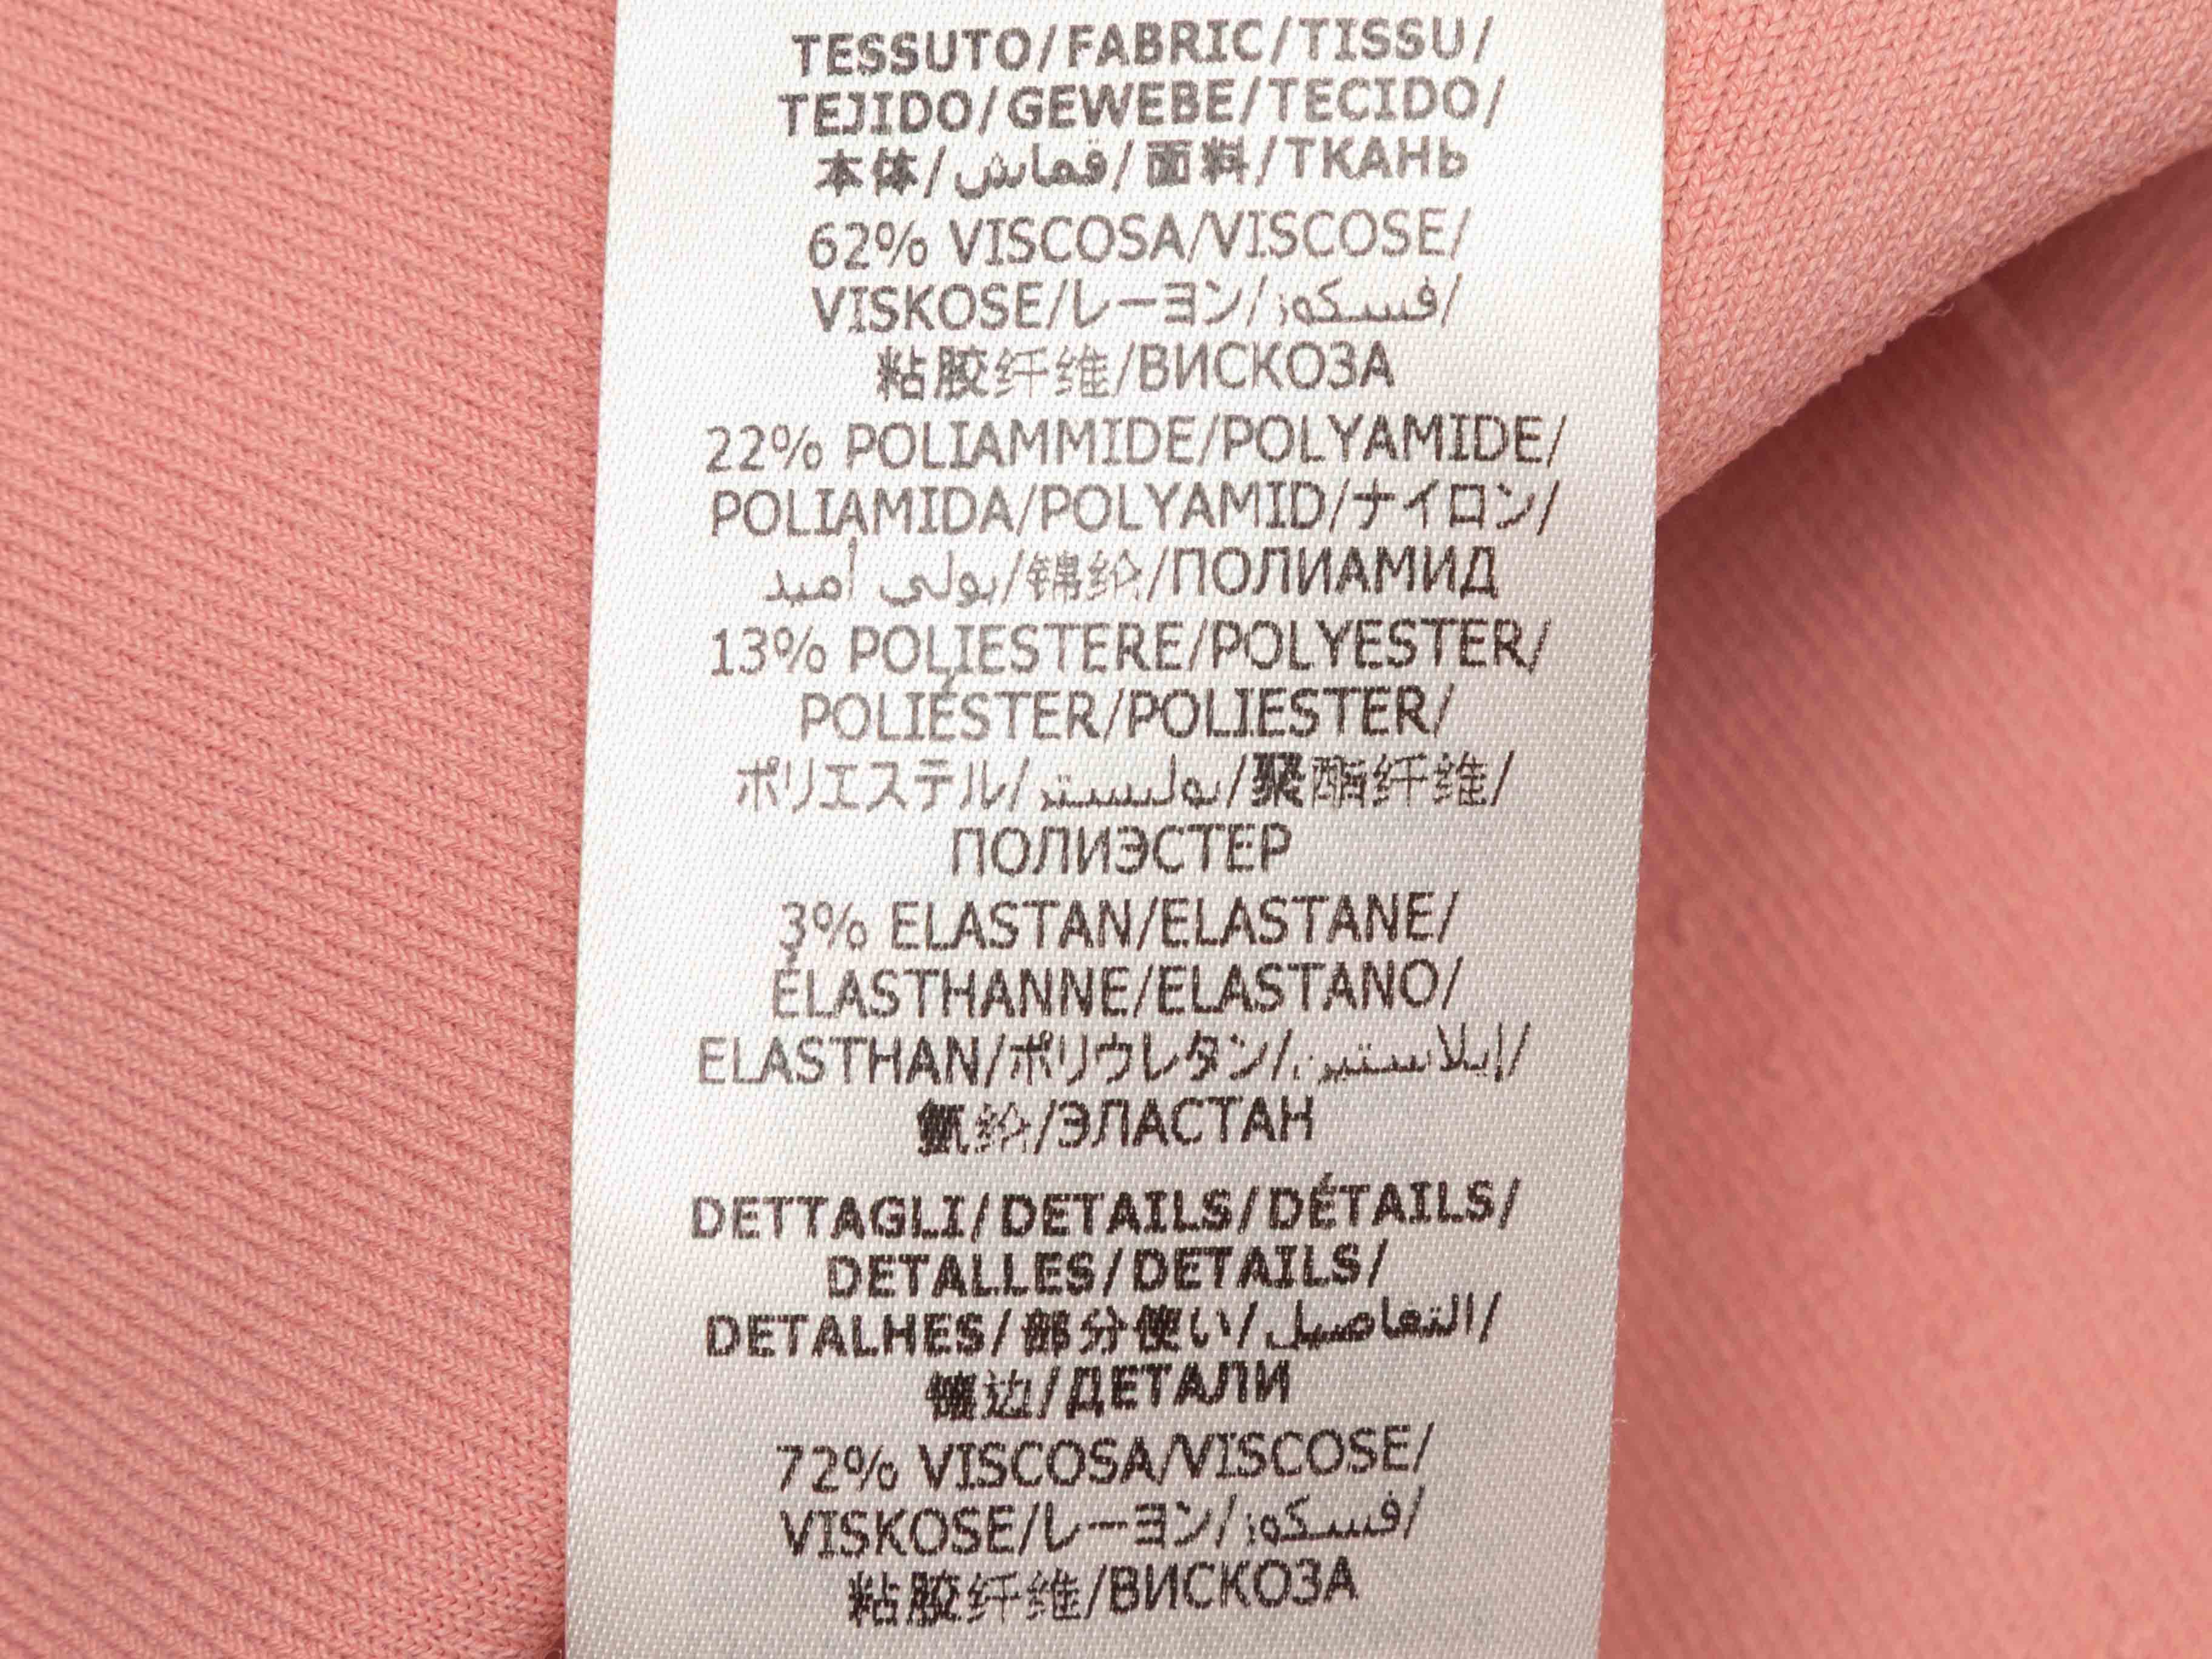 TESSUTO/FABRIC/TISSU/
TEJIDO/GEWEBE/TECIDO/
本体/قماش/面料/ТКАНЬ
62% VISCOSA/VISCOSE/
VISKOSE/レーヨン/فسكوز/
粘胶纤维/ВИСКОЗА
22% POLIAMMIDE/POLYAMIDE/
POLIAMIDA/POLYAMID/ナイロン/
بولي أميد/锦纶/ПОЛИАМИД
13% POLIESTERE/POLYESTER/
POLIÉSTER/POLIESTER/
ポリエステル/بوليستر/聚酯纤维/
ПОЛИЭСТЕР
3% ELASTAN/ELASTANE/
ÉLASTHANNE/ELASTANO/
ELASTHAN/ポリウレタン/إيلاستين/
氨纶/ЭЛАСТАН
DETTAGLI/DETAILS/DÉTAILS/
DETALLES/DETAILS/
DETALHES/部分使い/التفاصيل/
镶边/ДЕТАЛИ
72% VISCOSA/VISCOSE/
VISKOSE/レーヨン/فسكوز/
粘胶纤维/ВИСКОЗА